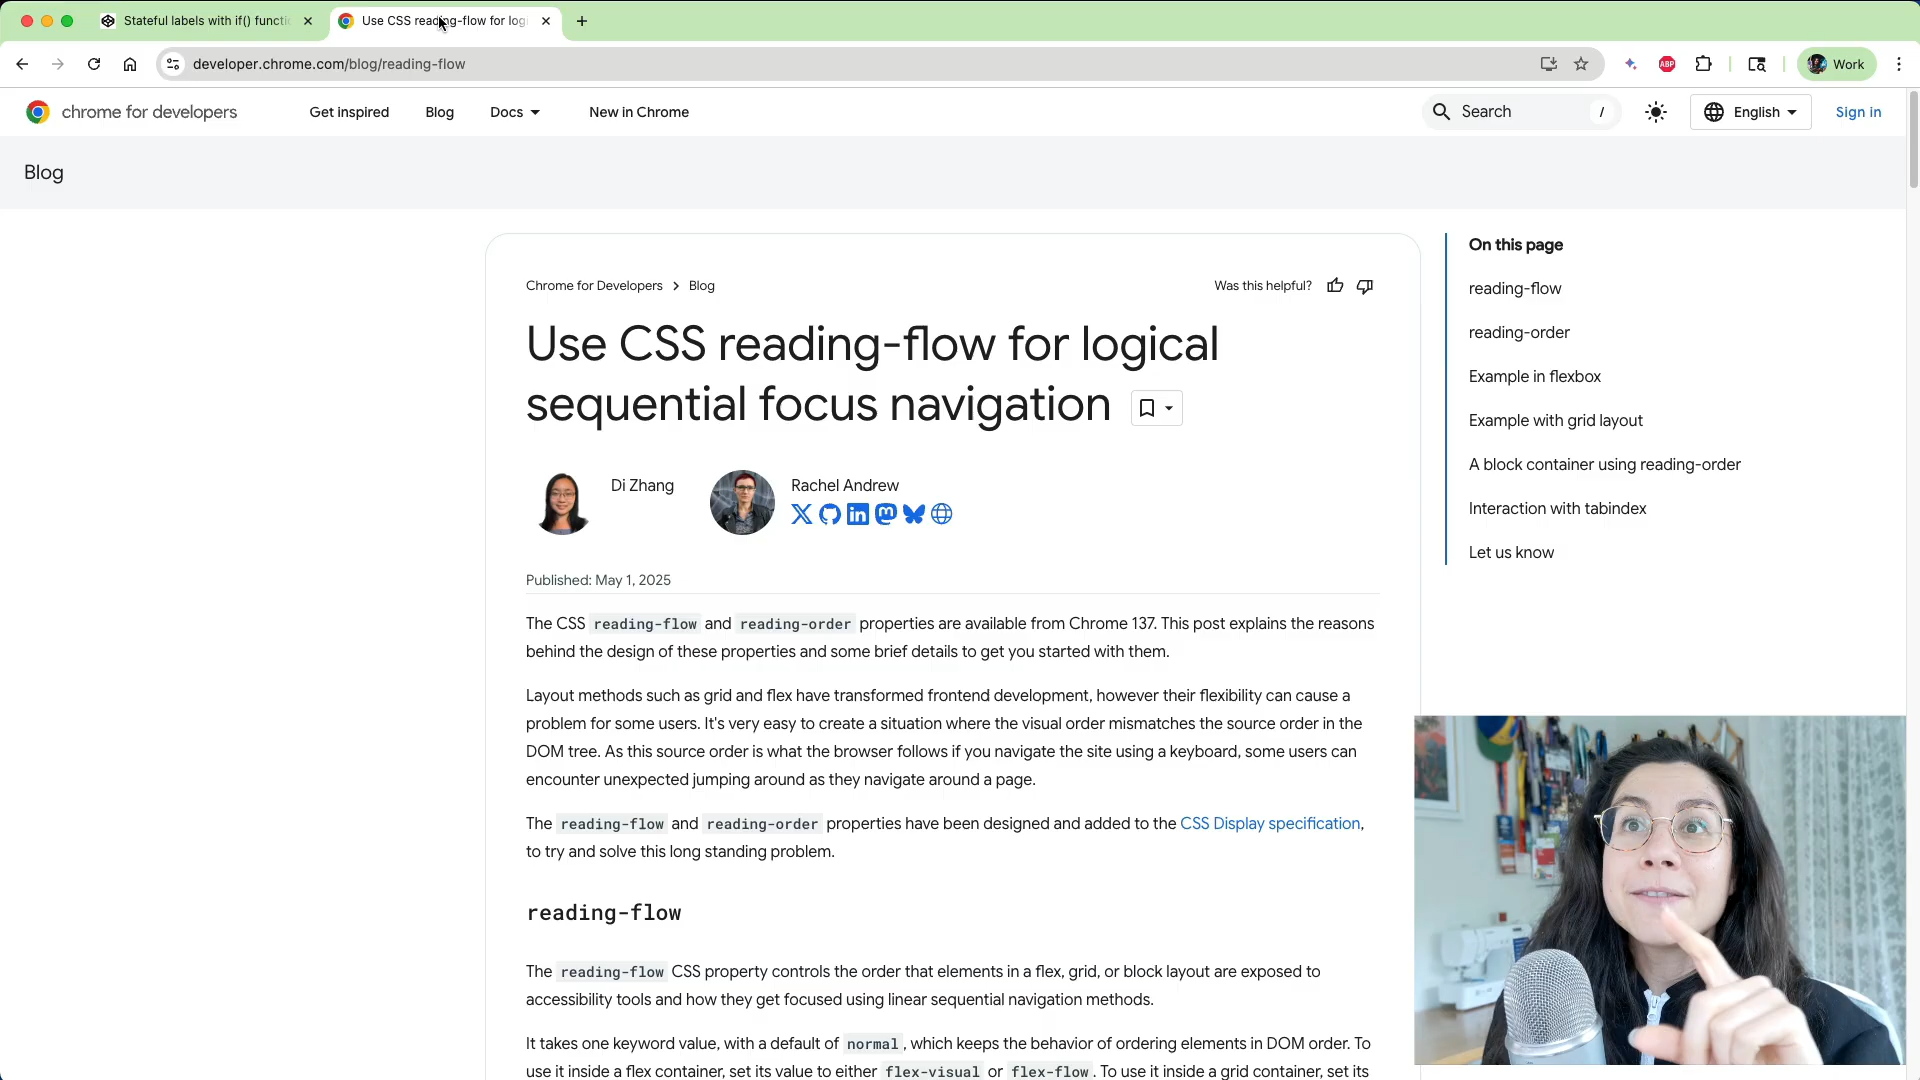 Stateful labels with if() functi
Use CSS reading-flow for logi
developer.chrome.com/blog/reading-flow
ABP
Work
chrome for developers
Get inspired
Blog
Docs
New in Chrome
Search
/
English
Sign in
Blog
Chrome for Developers > Blog
Was this helpful?
Use CSS reading-flow for logical
sequential focus navigation
Di Zhang
Rachel Andrew
Published: May 1, 2025
The CSS reading-flow and reading-order properties are available from Chrome 137. This post explains the reasons
behind the design of these properties and some brief details to get you started with them.
Layout methods such as grid and flex have transformed frontend development, however their flexibility can cause a
problem for some users. It's very easy to create a situation where the visual order mismatches the source order in the
DOM tree. As this source order is what the browser follows if you navigate the site using a keyboard, some users can
encounter unexpected jumping around as they navigate around a page.
The reading-flow and reading-order properties have been designed and added to the CSS Display specification,
to try and solve this long standing problem.
reading-flow
The reading-flow CSS property controls the order that elements in a flex, grid, or block layout are exposed to
accessibility tools and how they get focused using linear sequential navigation methods.
It takes one keyword value, with a default of normal, which keeps the behavior of ordering elements in DOM order. To
use it inside a flex container, set its value to either flex-visual or flex-flow. To use it inside a grid container, set its
On this page
reading-flow
reading-order
Example in flexbox
Example with grid layout
A block container using reading-order
Interaction with tabindex
Let us know